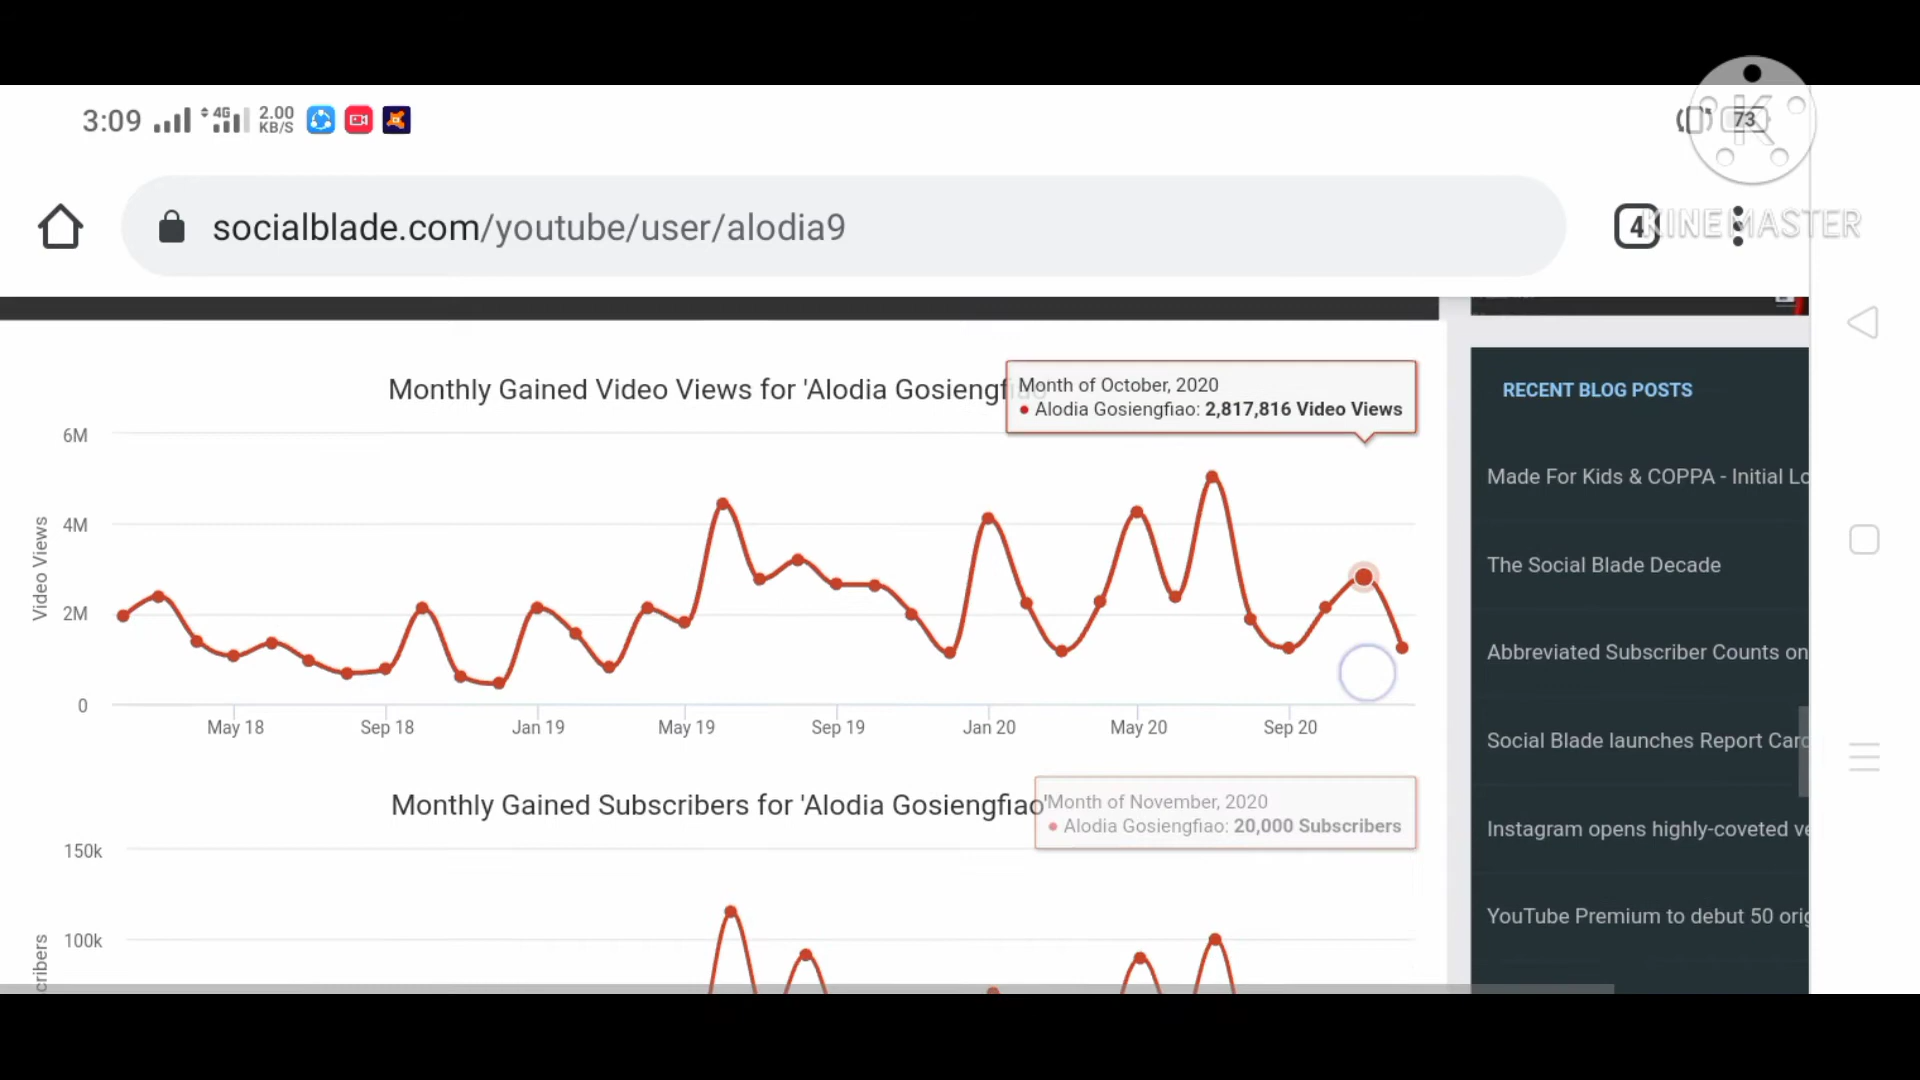 3:09
4G
2.00
KB/S
73
socialblade.com/youtube/user/alodia9
4
KINEMASTER
Monthly Gained Video Views for 'Alodia Gosiengfiao'
Month of October, 2020
Alodia Gosiengfiao: 2,817,816 Video Views
6M
4M
2M
0
Video Views
May 18
Sep 18
Jan 19
May 19
Sep 19
Jan 20
May 20
Sep 20
Monthly Gained Subscribers for 'Alodia Gosiengfiao'
Month of November, 2020
Alodia Gosiengfiao: 20,000 Subscribers
150k
100k
cribers
RECENT BLOG POSTS
Made For Kids & COPPA - Initial Lo
The Social Blade Decade
Abbreviated Subscriber Counts on
Social Blade launches Report Card
Instagram opens highly-coveted ve
YouTube Premium to debut 50 orig